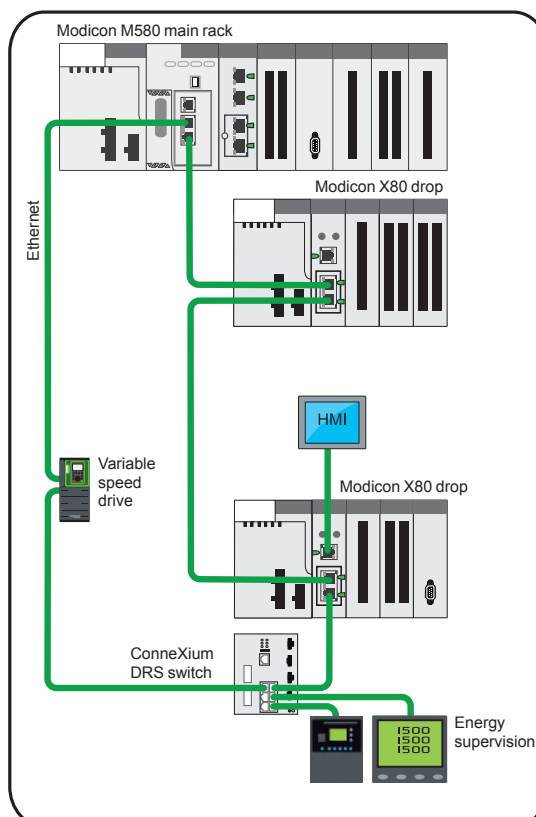 Modicon M580 main rack
Modicon X80 drop
Ethernet
HMI
Variable
speed
drive
Modicon X80 drop
ConneXium
DRS switch
1500
1500
1500
Energy
supervision